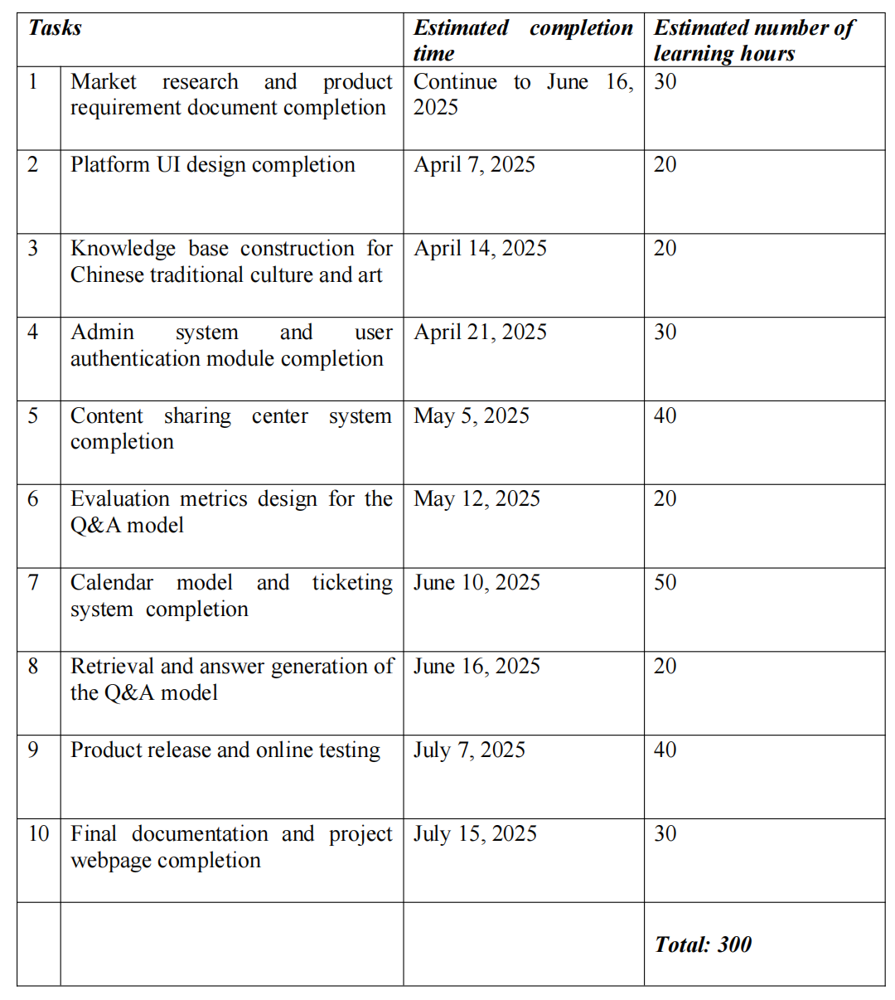 Tasks
Estimated completion time
Estimated number of learning hours
1
Market research and product
requirement document completion
Continue to June 16,
2025
30
2
Platform UI design completion
April 7, 2025
20
3
Knowledge base construction for
Chinese traditional culture and art
April 14, 2025
20
4
Admin system and user
authentication module completion
April 21, 2025
30
5
Content sharing center system
completion
May 5, 2025
40
6
Evaluation metrics design for the
Q&A model
May 12, 2025
20
7
Calendar model and ticketing
system completion
June 10, 2025
50
8
Retrieval and answer generation of
the Q&A model
June 16, 2025
20
9
Product release and online testing
July 7, 2025
40
10
Final documentation and project
webpage completion
July 15, 2025
30
Total: 300